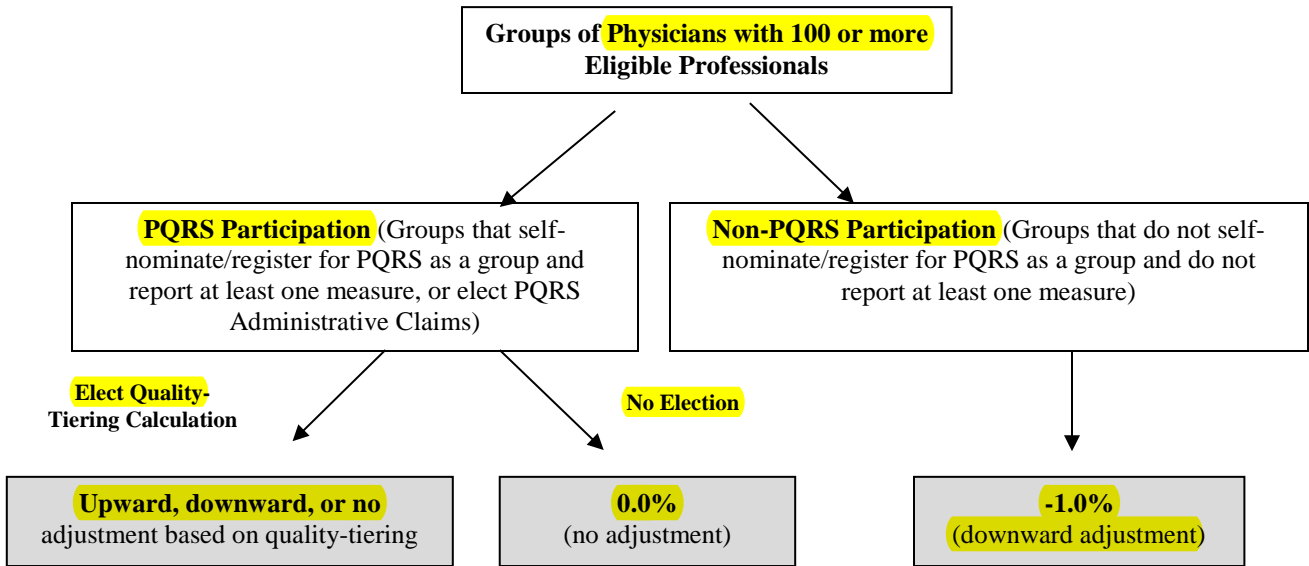 Groups of Physicians with 100 or more
Eligible Professionals
PQRS Participation (Groups that self-
nominate/register for PQRS as a group and
report at least one measure, or elect PQRS
Administrative Claims)
Non-PQRS Participation (Groups that do not self-
nominate/register for PQRS as a group and do not
report at least one measure)
Elect Quality-
Tiering Calculation
No Election
Upward, downward, or no
adjustment based on quality-tiering
0.0%
(no adjustment)
-1.0%
(downward adjustment)